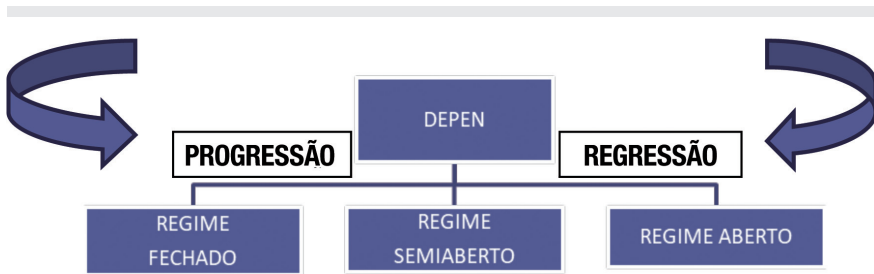 DEPEN
PROGRESSÃO
REGRESSÃO
REGIME
FECHADO
REGIME
SEMIABERTO
REGIME ABERTO